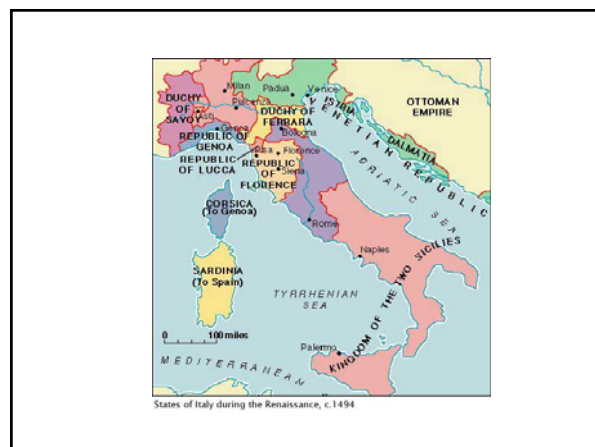 Milan
Padua
Venice
DUCHY
OF
SAVOY
Asti
Piacenza
Genoa
DUCHY OF
FERRARA
Bologna
ISTRIA
OTTOMAN
EMPIRE
VENETIAN REPUBLIC
DALMATIA
REPUBLIC OF
GENOA
REPUBLIC
OF LUCCA
Pisa
Florence
REPUBLIC
OF
FLORENCE
Siena
ADRIATIC SEA
CORSICA
(To Genoa)
Rome
SARDINIA
(To Spain)
Naples
TYRRHENIAN
SEA
KINGDOM OF THE TWO SICILIES
0 100 miles
Palermo
MEDITERRANEAN
States of Italy during the Renaissance, c.1494